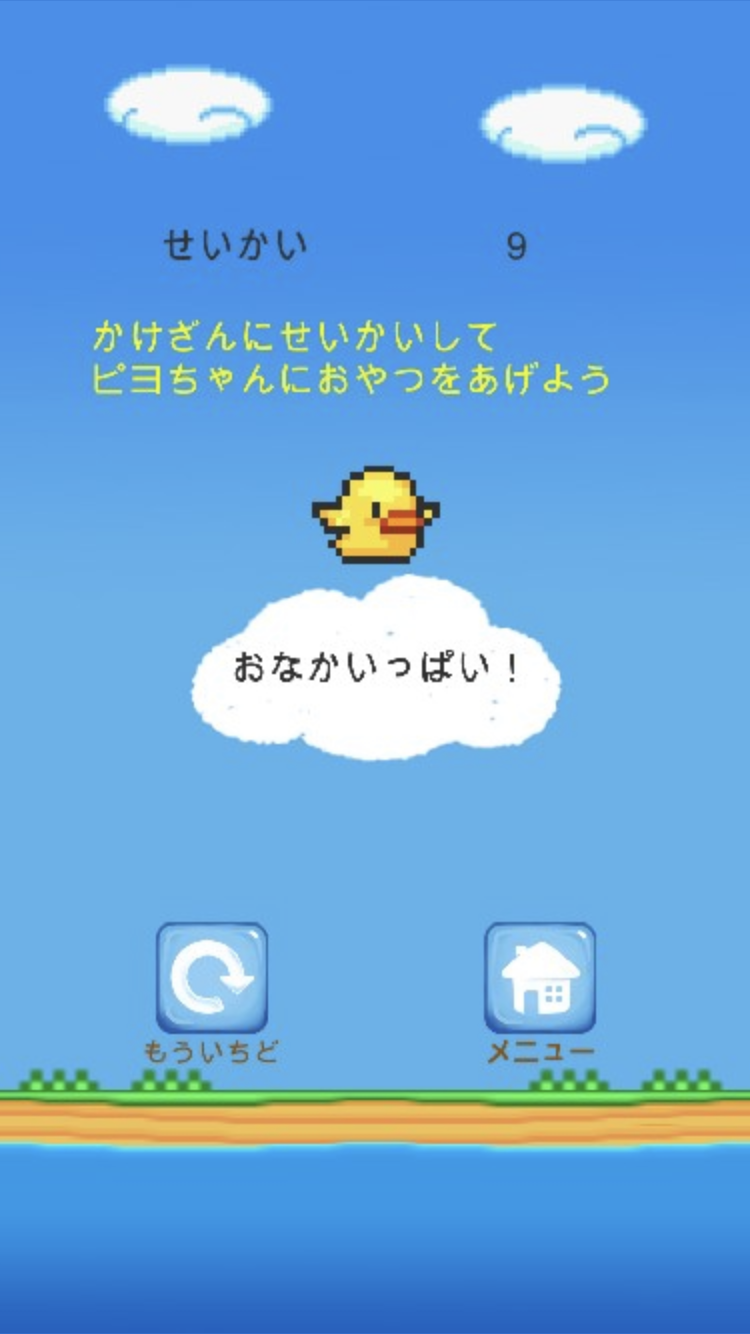 せいかい 9
かけざんにせいかいして
ピヨちゃんにおやつをあげよう
おなかいっぱい！
もういちど メニュー